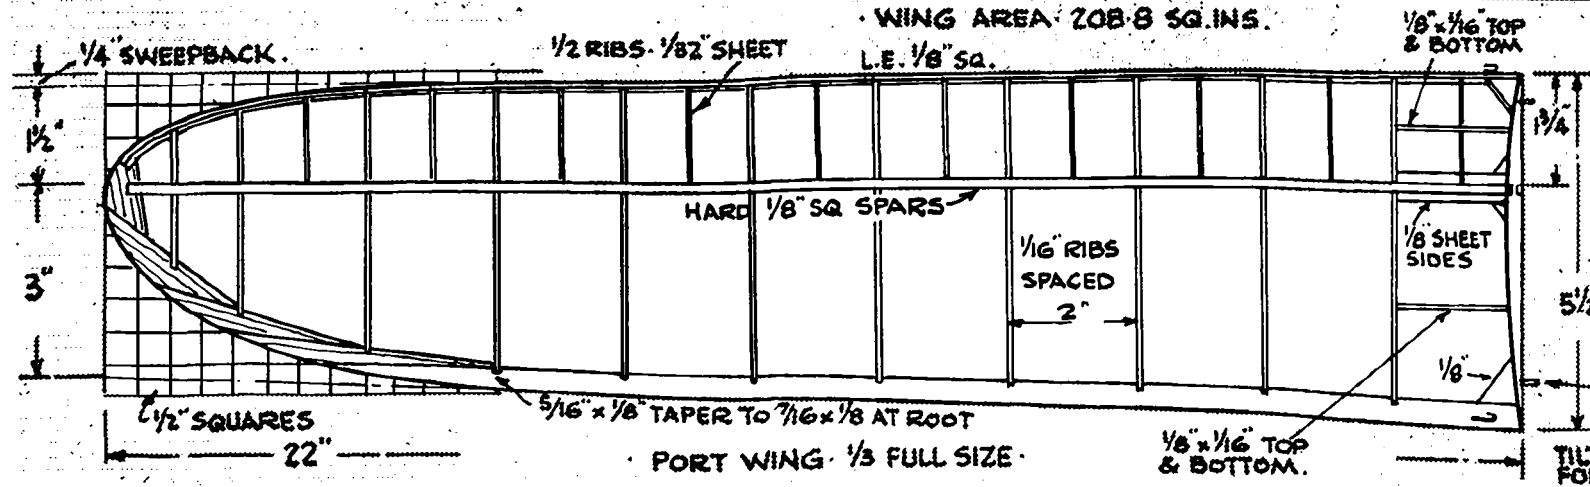 · WING AREA · 208·8 SQ.INS.
1/4" SWEEPBACK.
1/2 RIBS · 1/32" SHEET
L.E. 1/8" SQ.
1/8" x 1/16" TOP
& BOTTOM
1 1/2"
1 3/4"
HARD 1/8" SQ SPARS
1/16" RIBS
SPACED
2"
1/8" SHEET
SIDES
3"
5 1/2
1/8"
1/2" SQUARES
5/16" x 1/8" TAPER TO 7/16 x 1/8 AT ROOT
22"
· PORT WING · 1/3 FULL SIZE ·
1/8" x 1/16" TOP
& BOTTOM.
TIL
FO